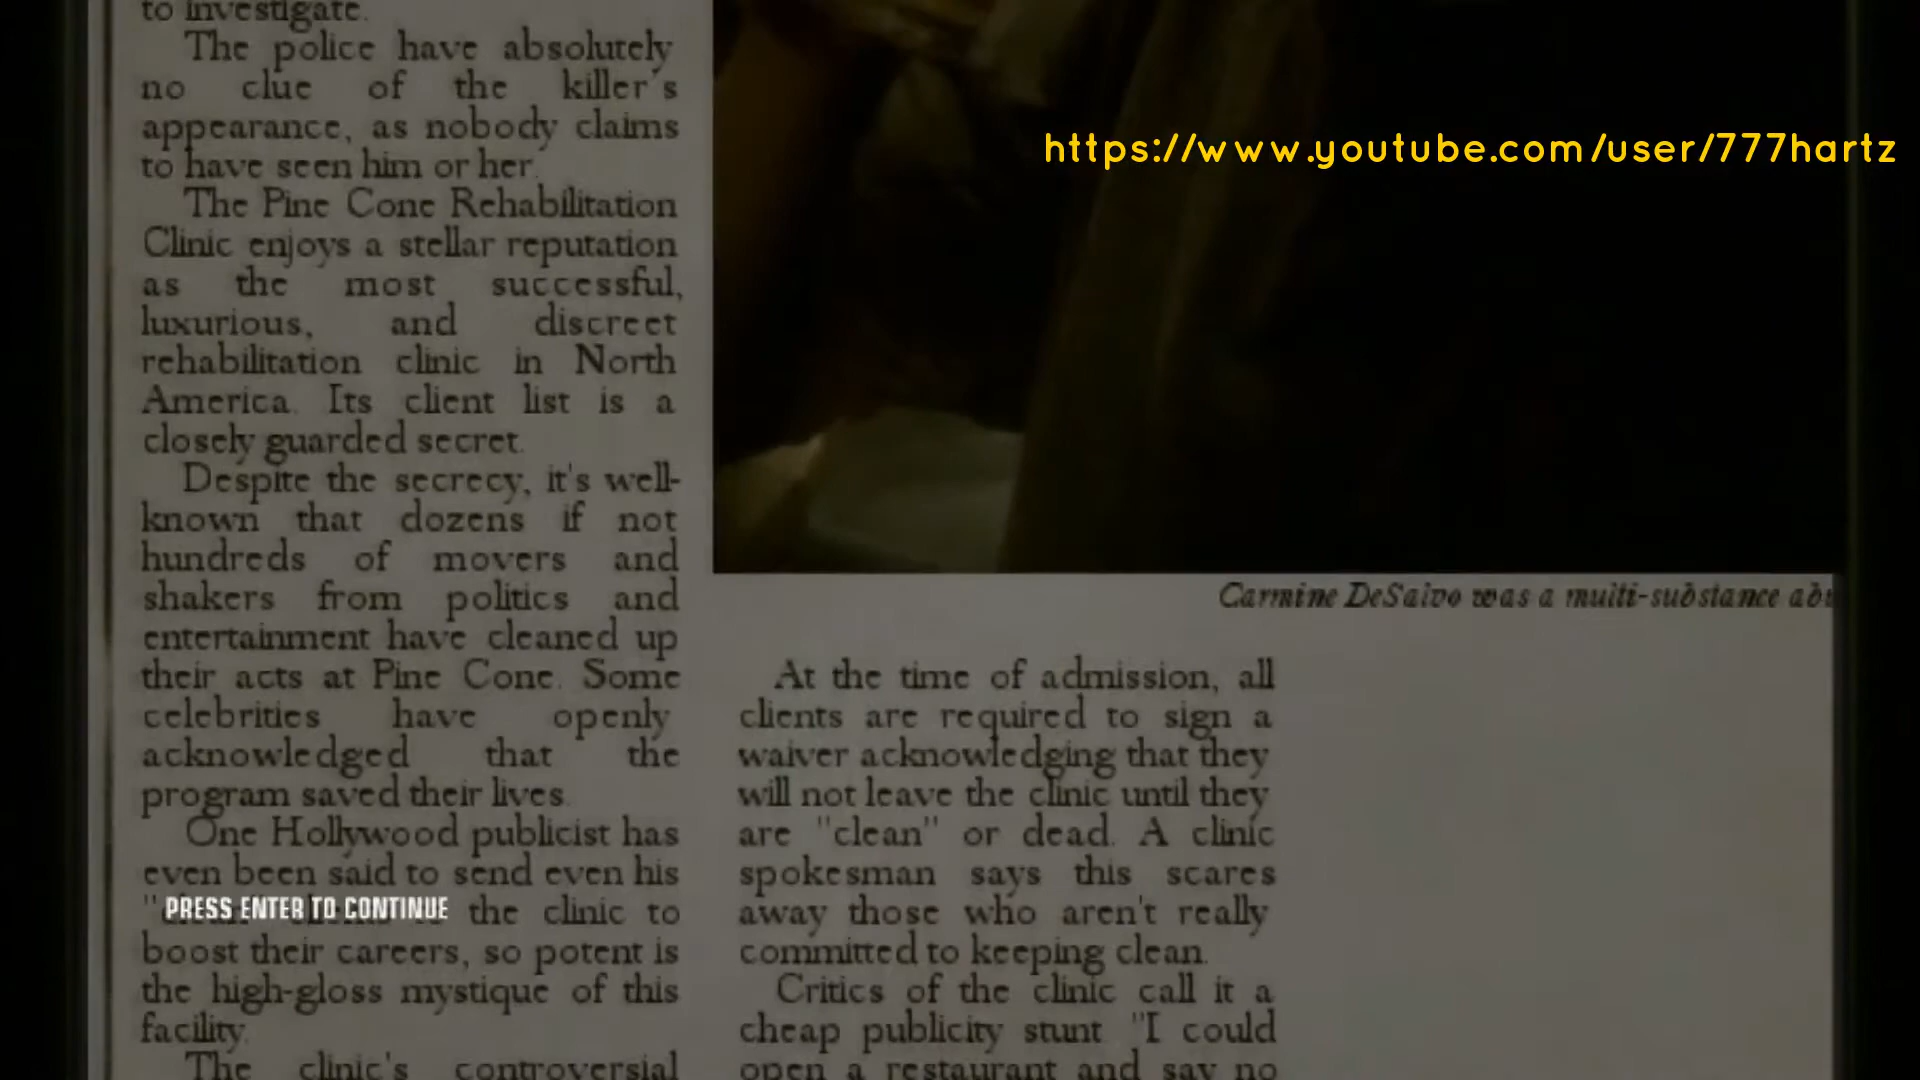 to investigate.
The police have absolutely
no clue of the killer's
appearance, as nobody claims
to have seen him or her.
The Pine Cone Rehabilitation
Clinic enjoys a stellar reputation
as the most successful,
luxurious, and discreet
rehabilitation clinic in North
America. Its client list is a
closely guarded secret.
Despite the secrecy, it's well-
known that dozens if not
hundreds of movers and
shakers from politics and
entertainment have cleaned up
their acts at Pine Cone. Some
celebrities have openly
acknowledged that the
program saved their lives.
One Hollywood publicist has
even been said to send even his
"
PRESS ENTER TO CONTINUE
the clinic to
boost their careers, so potent is
the high-gloss mystique of this
facility.
The clinic's controversial
https://www.youtube.com/user/777hartz
Carmine DeSalvo was a multi-substance
At the time of admission, all
clients are required to sign a
waiver acknowledging that they
will not leave the clinic until they
are "clean" or dead. A clinic
spokesman says this scares
away those who aren't really
committed to keeping clean.
Critics of the clinic call it a
cheap publicity stunt. "I could
open a restaurant and say no